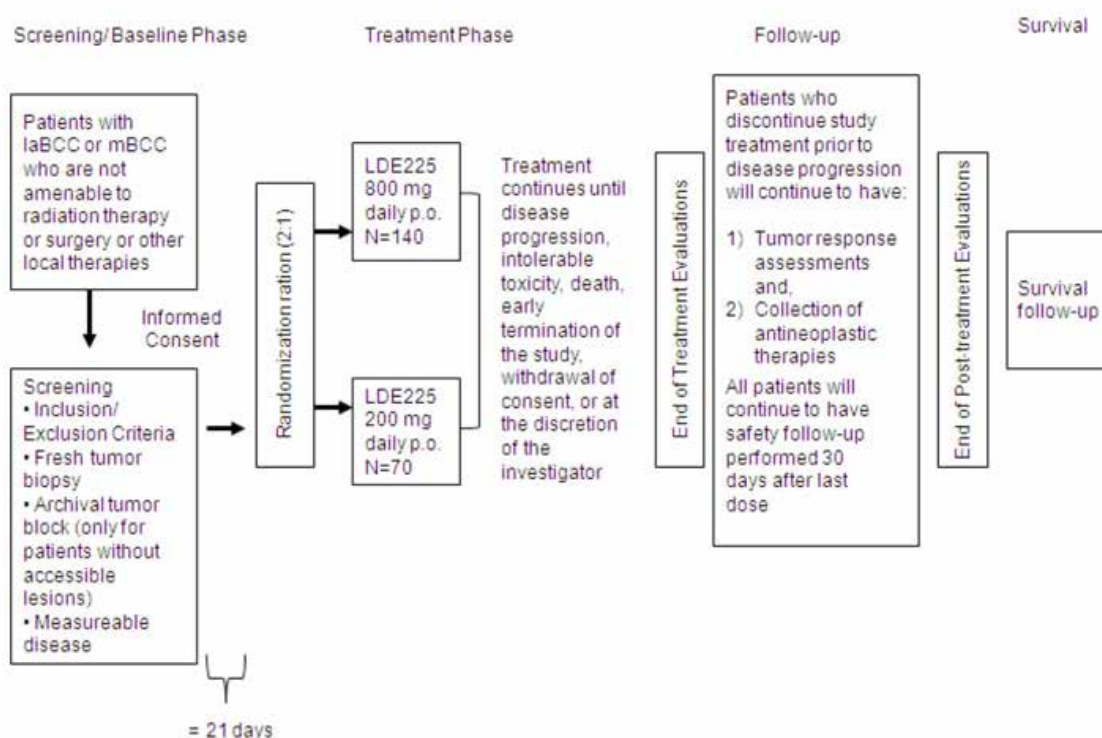 Screening/ Baseline Phase
Treatment Phase
Follow-up
Survival
Patients with
laBCC or mBCC
who are not
amenable to
radiation therapy
or surgery or other
local therapies
Informed
Consent
Screening
• Inclusion/
Exclusion Criteria
• Fresh tumor
biopsy
• Archival tumor
block (only for
patients without
accessible
lesions)
• Measureable
disease
= 21 days
Randomization ration (2:1)
LDE225
800 mg
daily p.o.
N=140
LDE225
200 mg
daily p.o.
N=70
Treatment
continues until
disease
progression,
intolerable
toxicity, death,
early
termination of
the study,
withdrawal of
consent, or at
the discretion
of the
investigator
End of Treatment Evaluations
Patients who
discontinue study
treatment prior to
disease progression
will continue to have:
1) Tumor response
assessments
and,
2) Collection of
antineoplastic
therapies
All patients will
continue to have
safety follow-up
performed 30
days after last
dose
End of Post-treatment Evaluations
Survival
follow-up